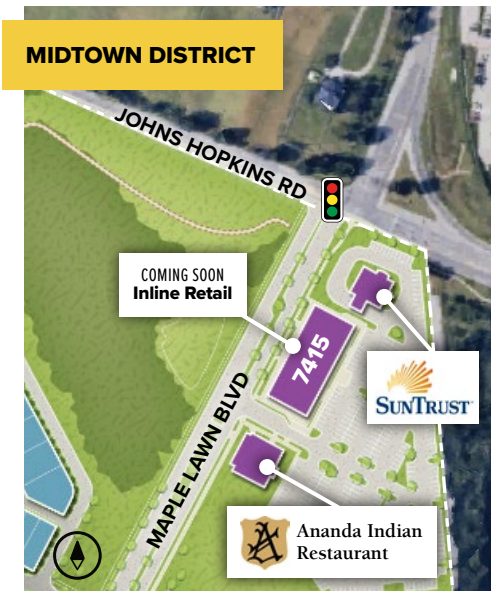 MIDTOWN DISTRICT
JOHNS HOPKINS RD
COMING SOON
Inline Retail
7415
SUNTRUST
MAPLE LAWN BLVD
A
Ananda Indian
Restaurant